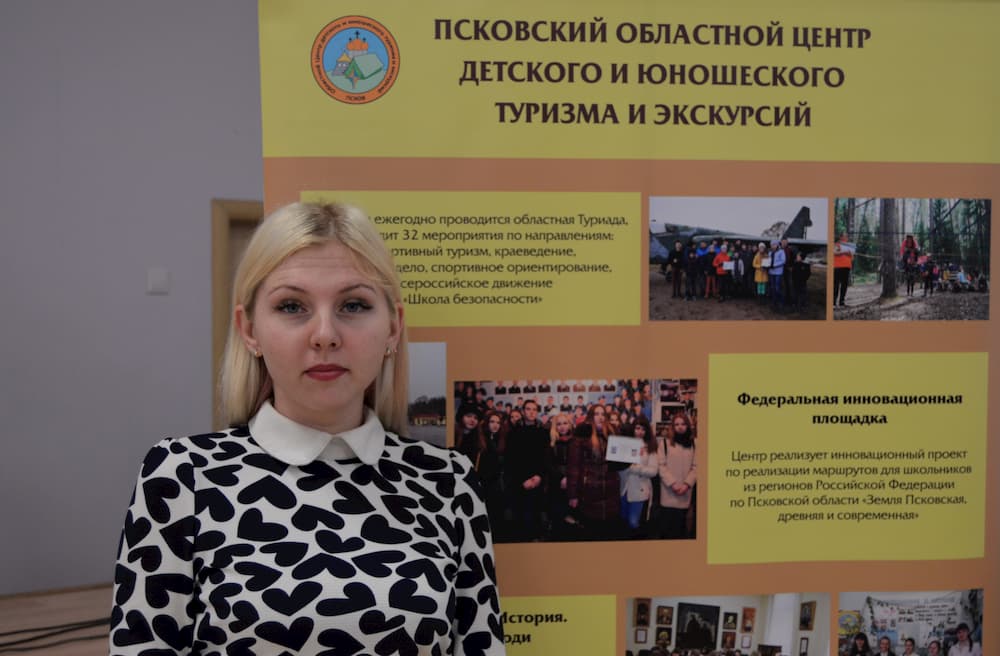 ПСКОВСКИЙ ОБЛАСТНОЙ ЦЕНТР
ДЕТСКОГО И ЮНОШЕСКОГО
ТУРИЗМА И ЭКСКУРСИЙ
ПСКОВ
ежегодно проводится областная Туриада,
32 мероприятия по направлениям:
туризм, краеведение,
дело, спортивное ориентирование,
движение
«Школа безопасности»
Федеральная инновационная
площадка
Центр реализует инновационный проект
по реализации маршрутов для школьников
из регионов Российской Федерации
по Псковской области «Земля Псковская,
древняя и современная»
История.